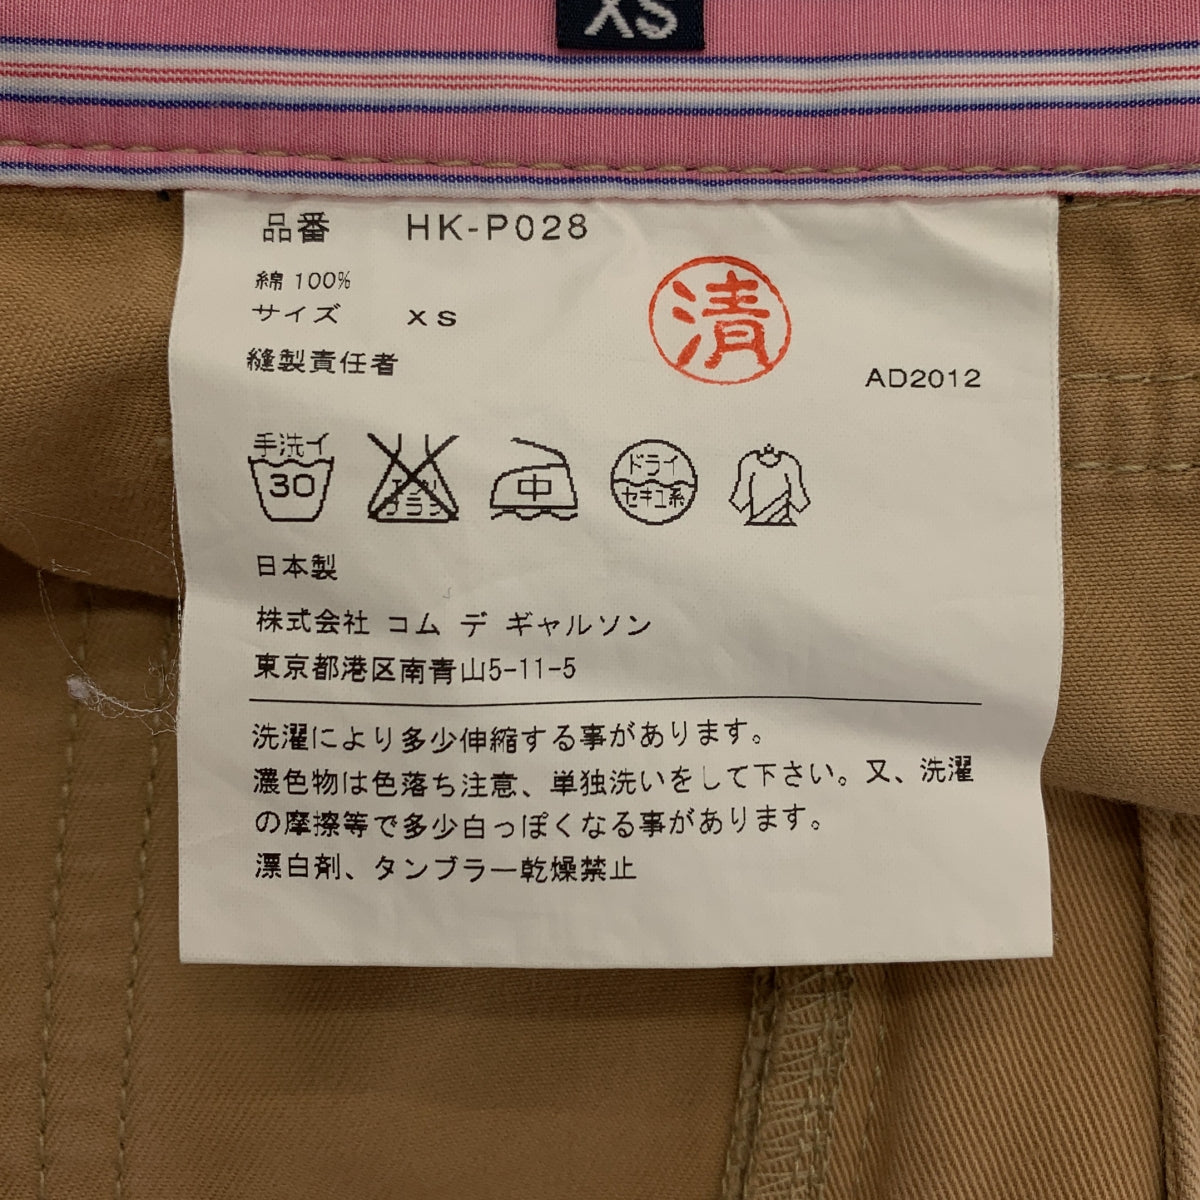 XS
品番 HK-P028
綿 100%
サイズ XS
清
縫製責任者
AD2012
手洗イ
30
エンソ
サラシ
中
ドライ
セキユ系
日本製
株式会社 コム デ ギャルソン
東京都港区南青山5-11-5
洗濯により多少伸縮する事があります。
濃色物は色落ち注意、単独洗いをして下さい。又、洗濯
の摩擦等で多少白っぽくなる事があります。
漂白剤、タンブラー乾燥禁止